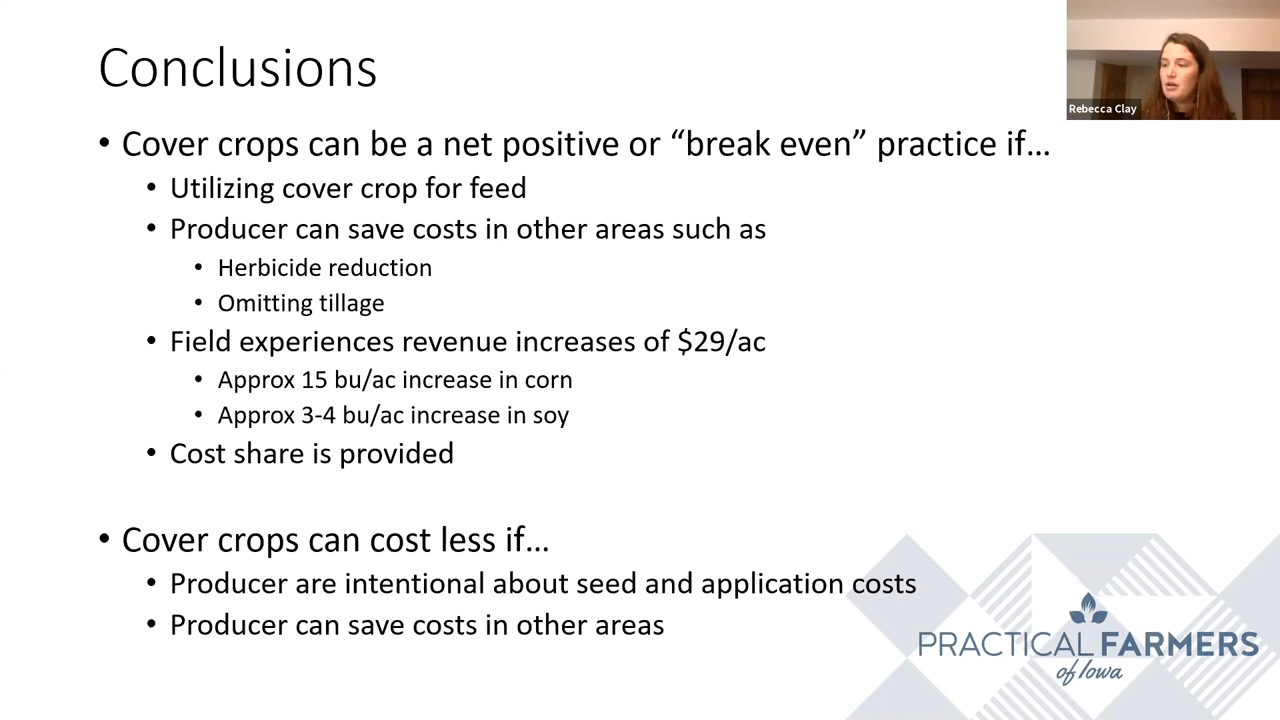 Conclusions
Rebecca Clay
• Cover crops can be a net positive or “break even” practice if…
• Utilizing cover crop for feed
• Producer can save costs in other areas such as
• Herbicide reduction
• Omitting tillage
• Field experiences revenue increases of $29/ac
• Approx 15 bu/ac increase in corn
• Approx 3-4 bu/ac increase in soy
• Cost share is provided
• Cover crops can cost less if…
• Producer are intentional about seed and application costs
• Producer can save costs in other areas
PRACTICAL FARMERS
of Iowa